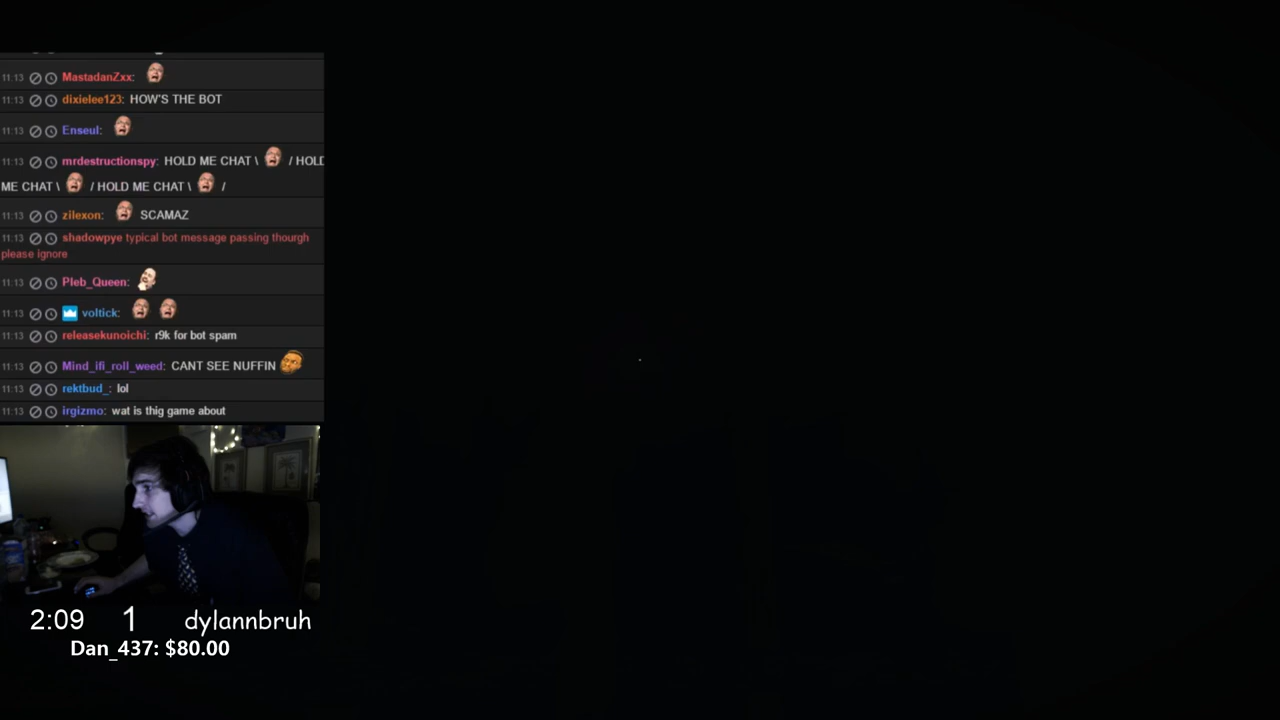 11:13 MastadanZxx:
11:13 dixielee123: HOW'S THE BOT
11:13 Enseul:
11:13 mrdestructionspy: HOLD ME CHAT \ / HOLD
ME CHAT \ / HOLD ME CHAT \ /
11:13 zilexon: SCAMAZ
11:13 shadowpye typical bot message passing thourgh
please ignore
11:13 Pleb_Queen:
11:13 voltick:
11:13 releasekunoichi: r9k for bot spam
11:13 Mind_ifi_roll_weed: CANT SEE NUFFIN
11:13 rektbud_: lol
11:13 irgizmo: wat is thig game about
2:09 1 dylannbruh
Dan_437: $80.00